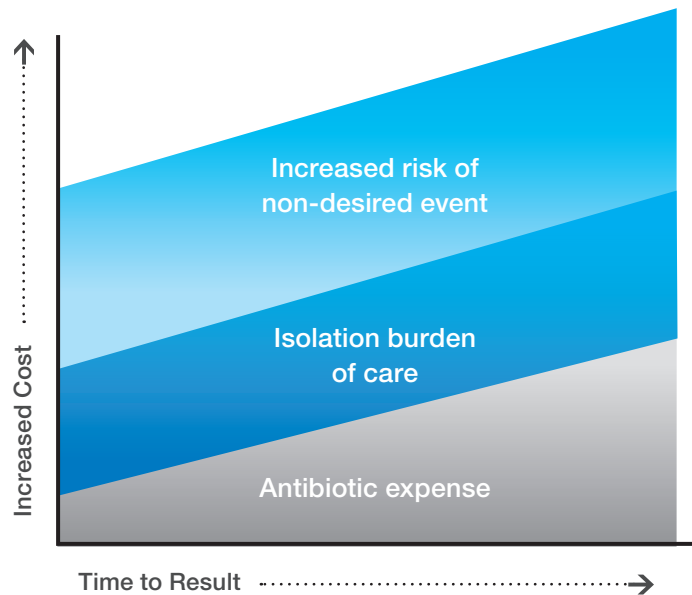 Increased Cost
Increased risk of
non-desired event
Isolation burden
of care
Antibiotic expense
Time to Result